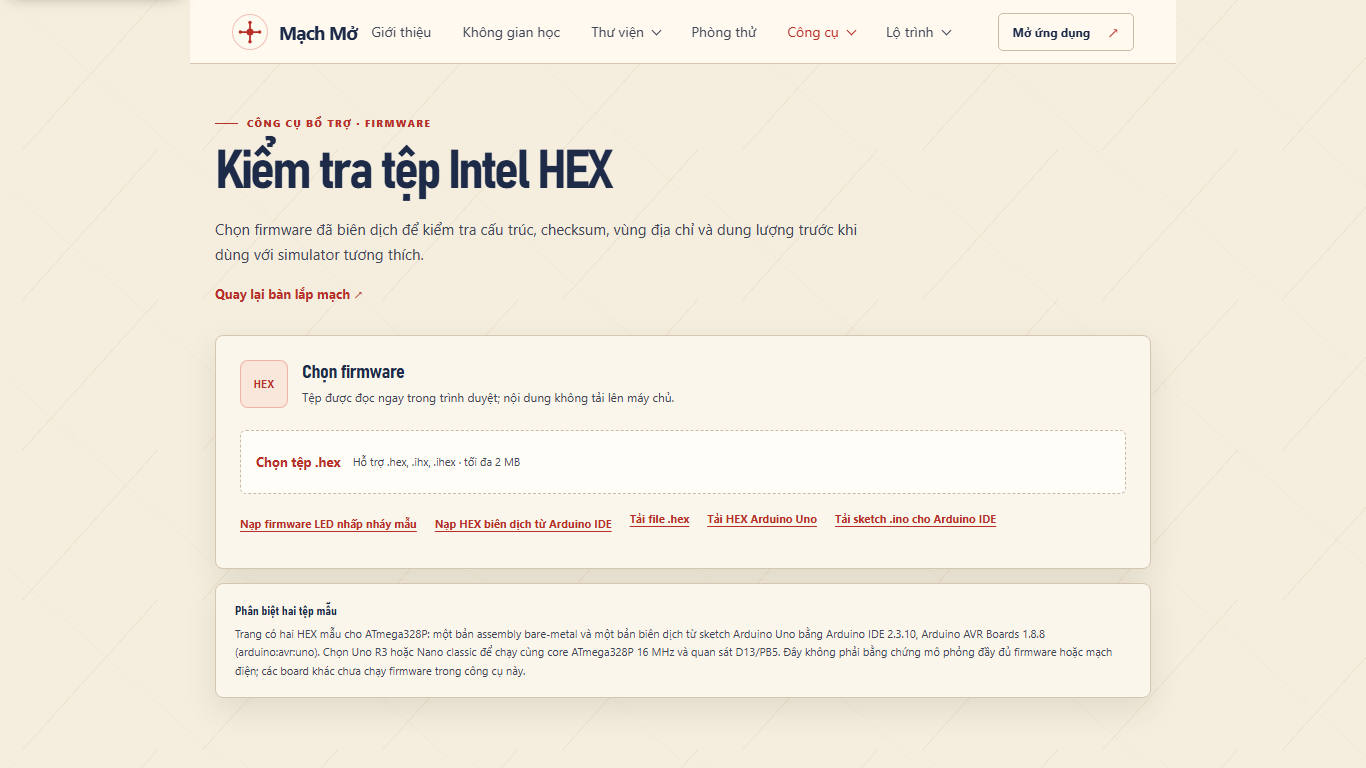 Mạch Mở Giới thiệu Không gian học Thư viện Phòng thử Công cụ Lộ trình Mở ứng dụng ↗
CÔNG CỤ BỔ TRỢ · FIRMWARE
Kiểm tra tệp Intel HEX
Chọn firmware đã biên dịch để kiểm tra cấu trúc, checksum, vùng địa chỉ và dung lượng trước khi
dùng với simulator tương thích.
Quay lại bàn lắp mạch ↗
HEX
Chọn firmware
Tệp được đọc ngay trong trình duyệt; nội dung không tải lên máy chủ.
Chọn tệp .hex Hỗ trợ .hex, .ihx, .ihex · tối đa 2 MB
Nạp firmware LED nhấp nháy mẫu Nạp HEX biên dịch từ Arduino IDE Tải file .hex Tải HEX Arduino Uno Tải sketch .ino cho Arduino IDE
Phân biệt hai tệp mẫu
Trang có hai HEX mẫu cho ATmega328P: một bản assembly bare-metal và một bản biên dịch từ sketch Arduino Uno bằng Arduino IDE 2.3.10, Arduino AVR Boards 1.8.8
(arduino:avr:uno). Chọn Uno R3 hoặc Nano classic để chạy cùng core ATmega328P 16 MHz và quan sát D13/PB5. Đây không phải bằng chứng mô phỏng đầy đủ firmware hoặc mạch
điện; các board khác chưa chạy firmware trong công cụ này.